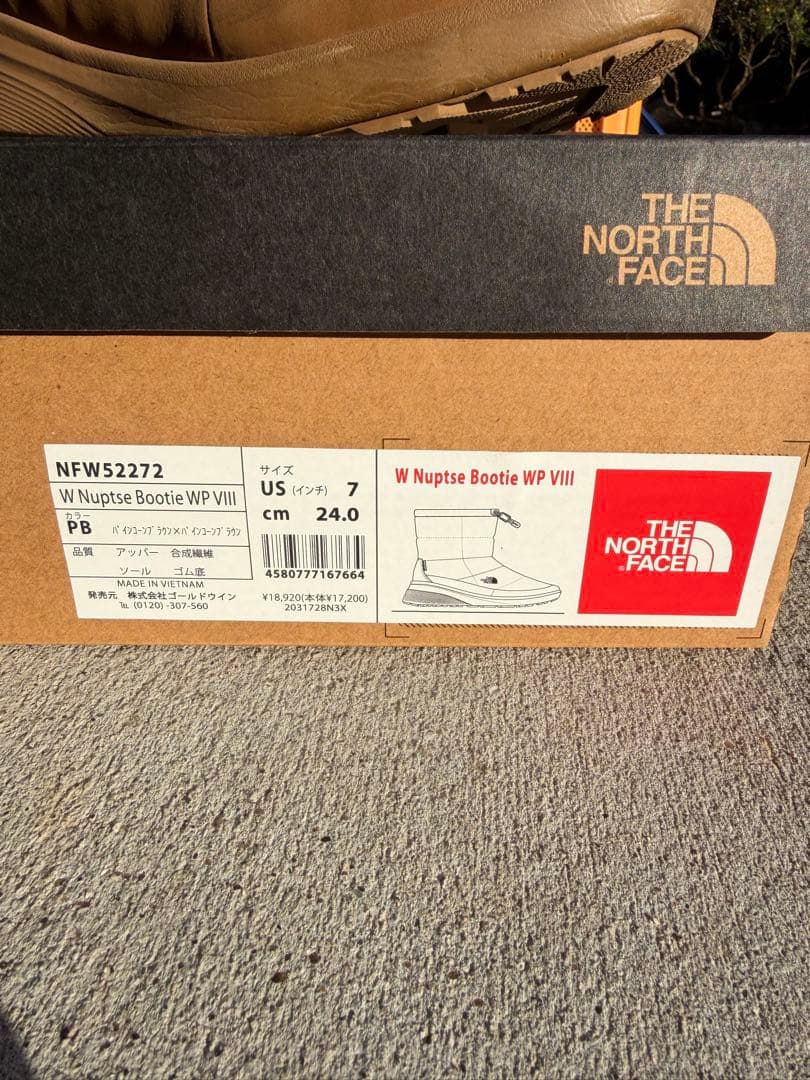 THE
NORTH
FACE
NFW52272
W Nuptse Bootie WP VIII
カラー
PB ﾊﾟｲﾝｺｰﾝﾌﾞﾗｳﾝ×ﾊﾟｲﾝｺｰﾝﾌﾞﾗｳﾝ
品質 アッパー 合成繊維
ソール ゴム底
MADE IN VIETNAM
発売元 株式会社ゴールドウイン
TEL (0120) -307-560
サイズ
US (インチ) 7
cm 24.0
4580777167664
¥18,920(本体¥17,200)
2031728N3X
W Nuptse Bootie WP VIII
THE
NORTH
FACE